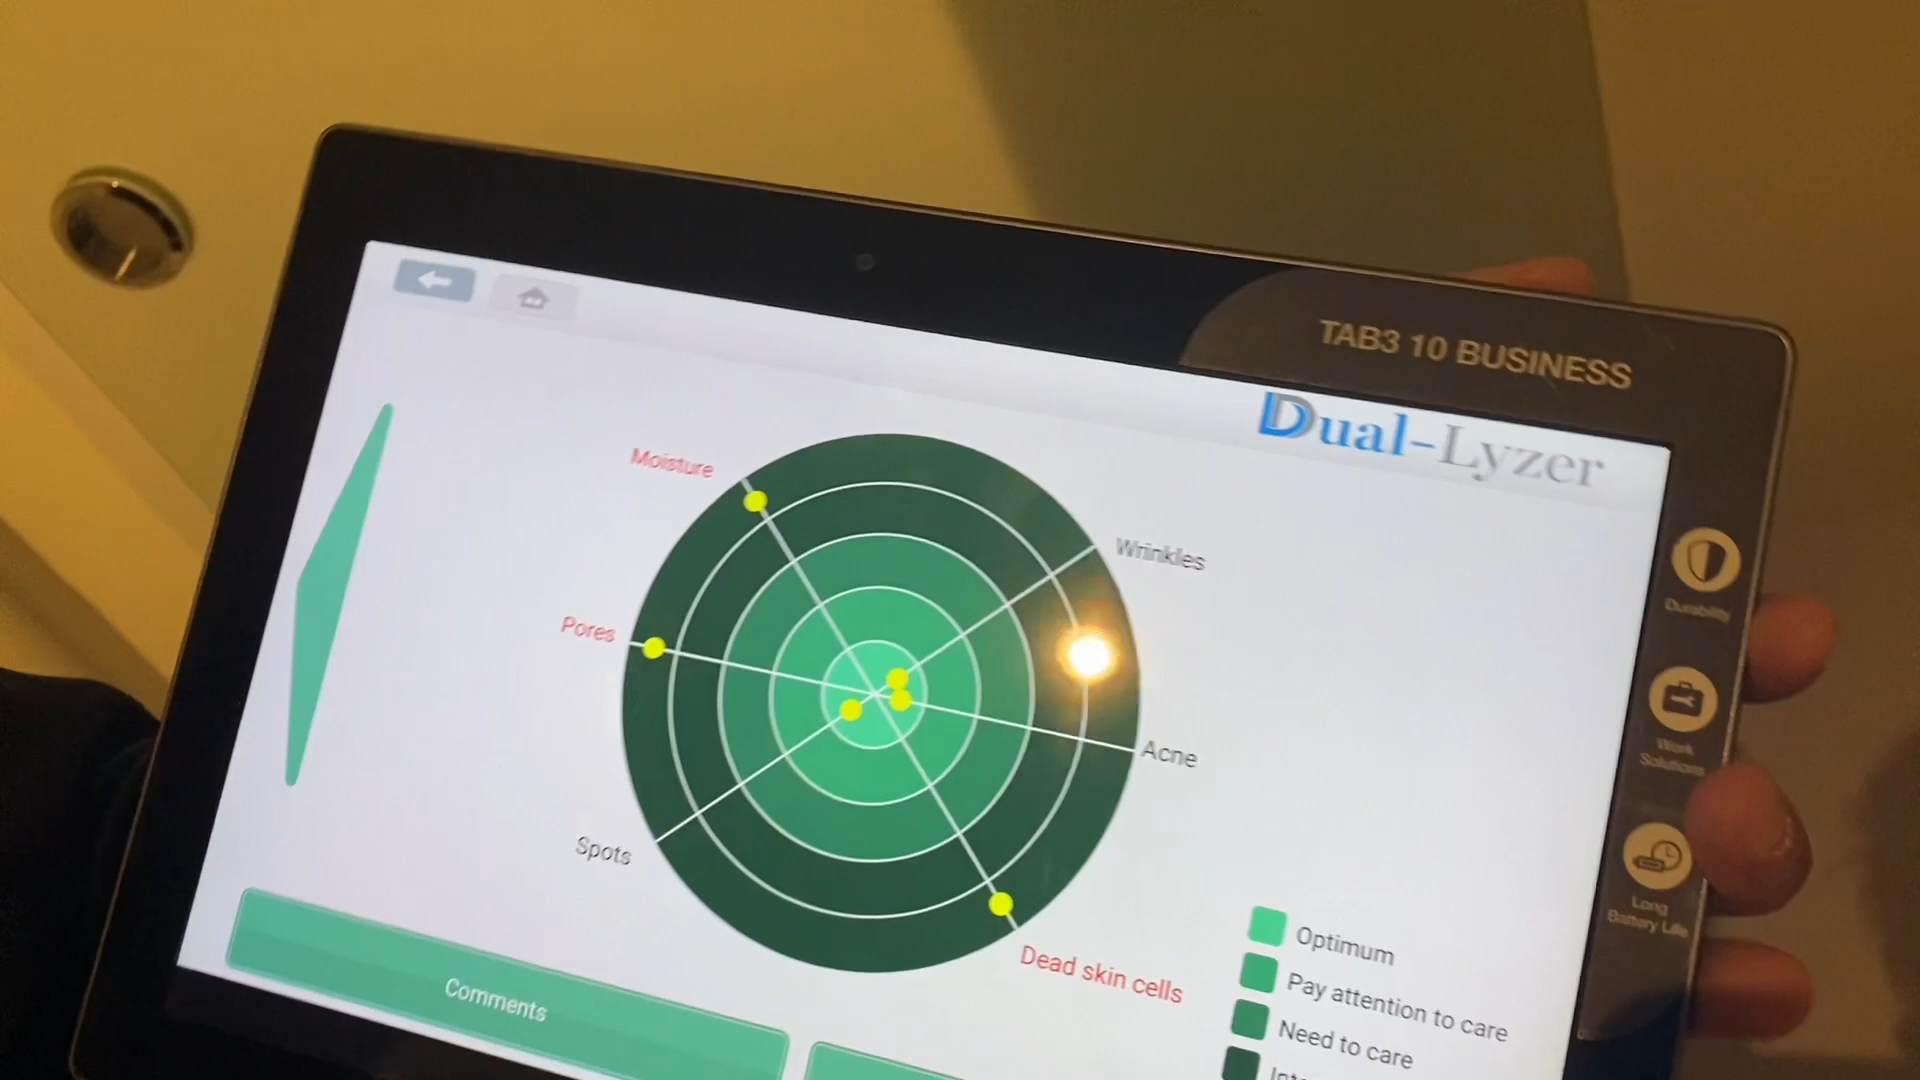 TAB3 10 BUSINESS
Dual-Lyzer
Moisture
Wrinkles
Pores
Acne
Spots
Dead skin cells
Durability
Work
Solutions
Long
Battery Life
Optimum
Pay attention to care
Need to care
Comments